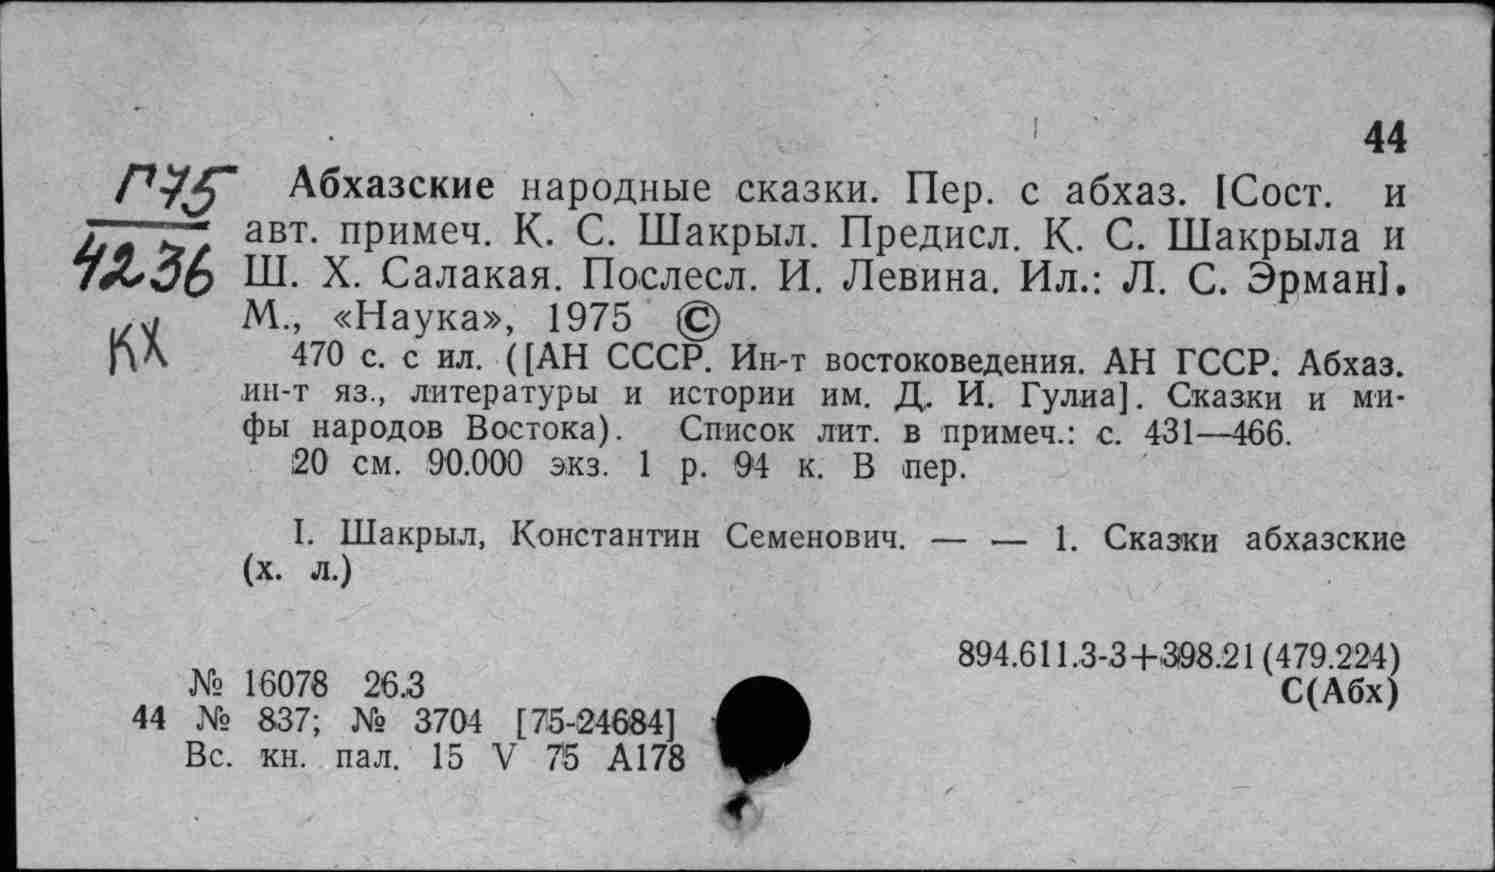 44
П75
4236
КХ
Абхазские народные сказки. Пер. с абхаз. [Сост. и
авт. примеч. К. С. Шакрыл. Предисл. К. С. Шакрыла и
Ш. Х. Салакая. Послесл. И. Левина. Ил.: Л. С. Эрман].
М., «Наука», 1975 ©
470 с. с ил. ([АН СССР. Ин-т востоковедения. АН ГССР. Абхаз.
ин-т яз., литературы и истории им. Д. И. Гулиа]. Сказки и ми-
фы народов Востока). Список лит. в примеч.: с. 431—466.
20 см. 90.000 экз. 1 р. 94 к. В пер.
I. Шакрыл, Константин Семенович. — — 1. Сказки абхазские
(х. л.)
894.611.3-3+398.21(479.224)
С(Абх)
№ 16078 26.3
44 № 837; № 3704 [75-24684]
Вс. кн. пал. 15 V 75 А178